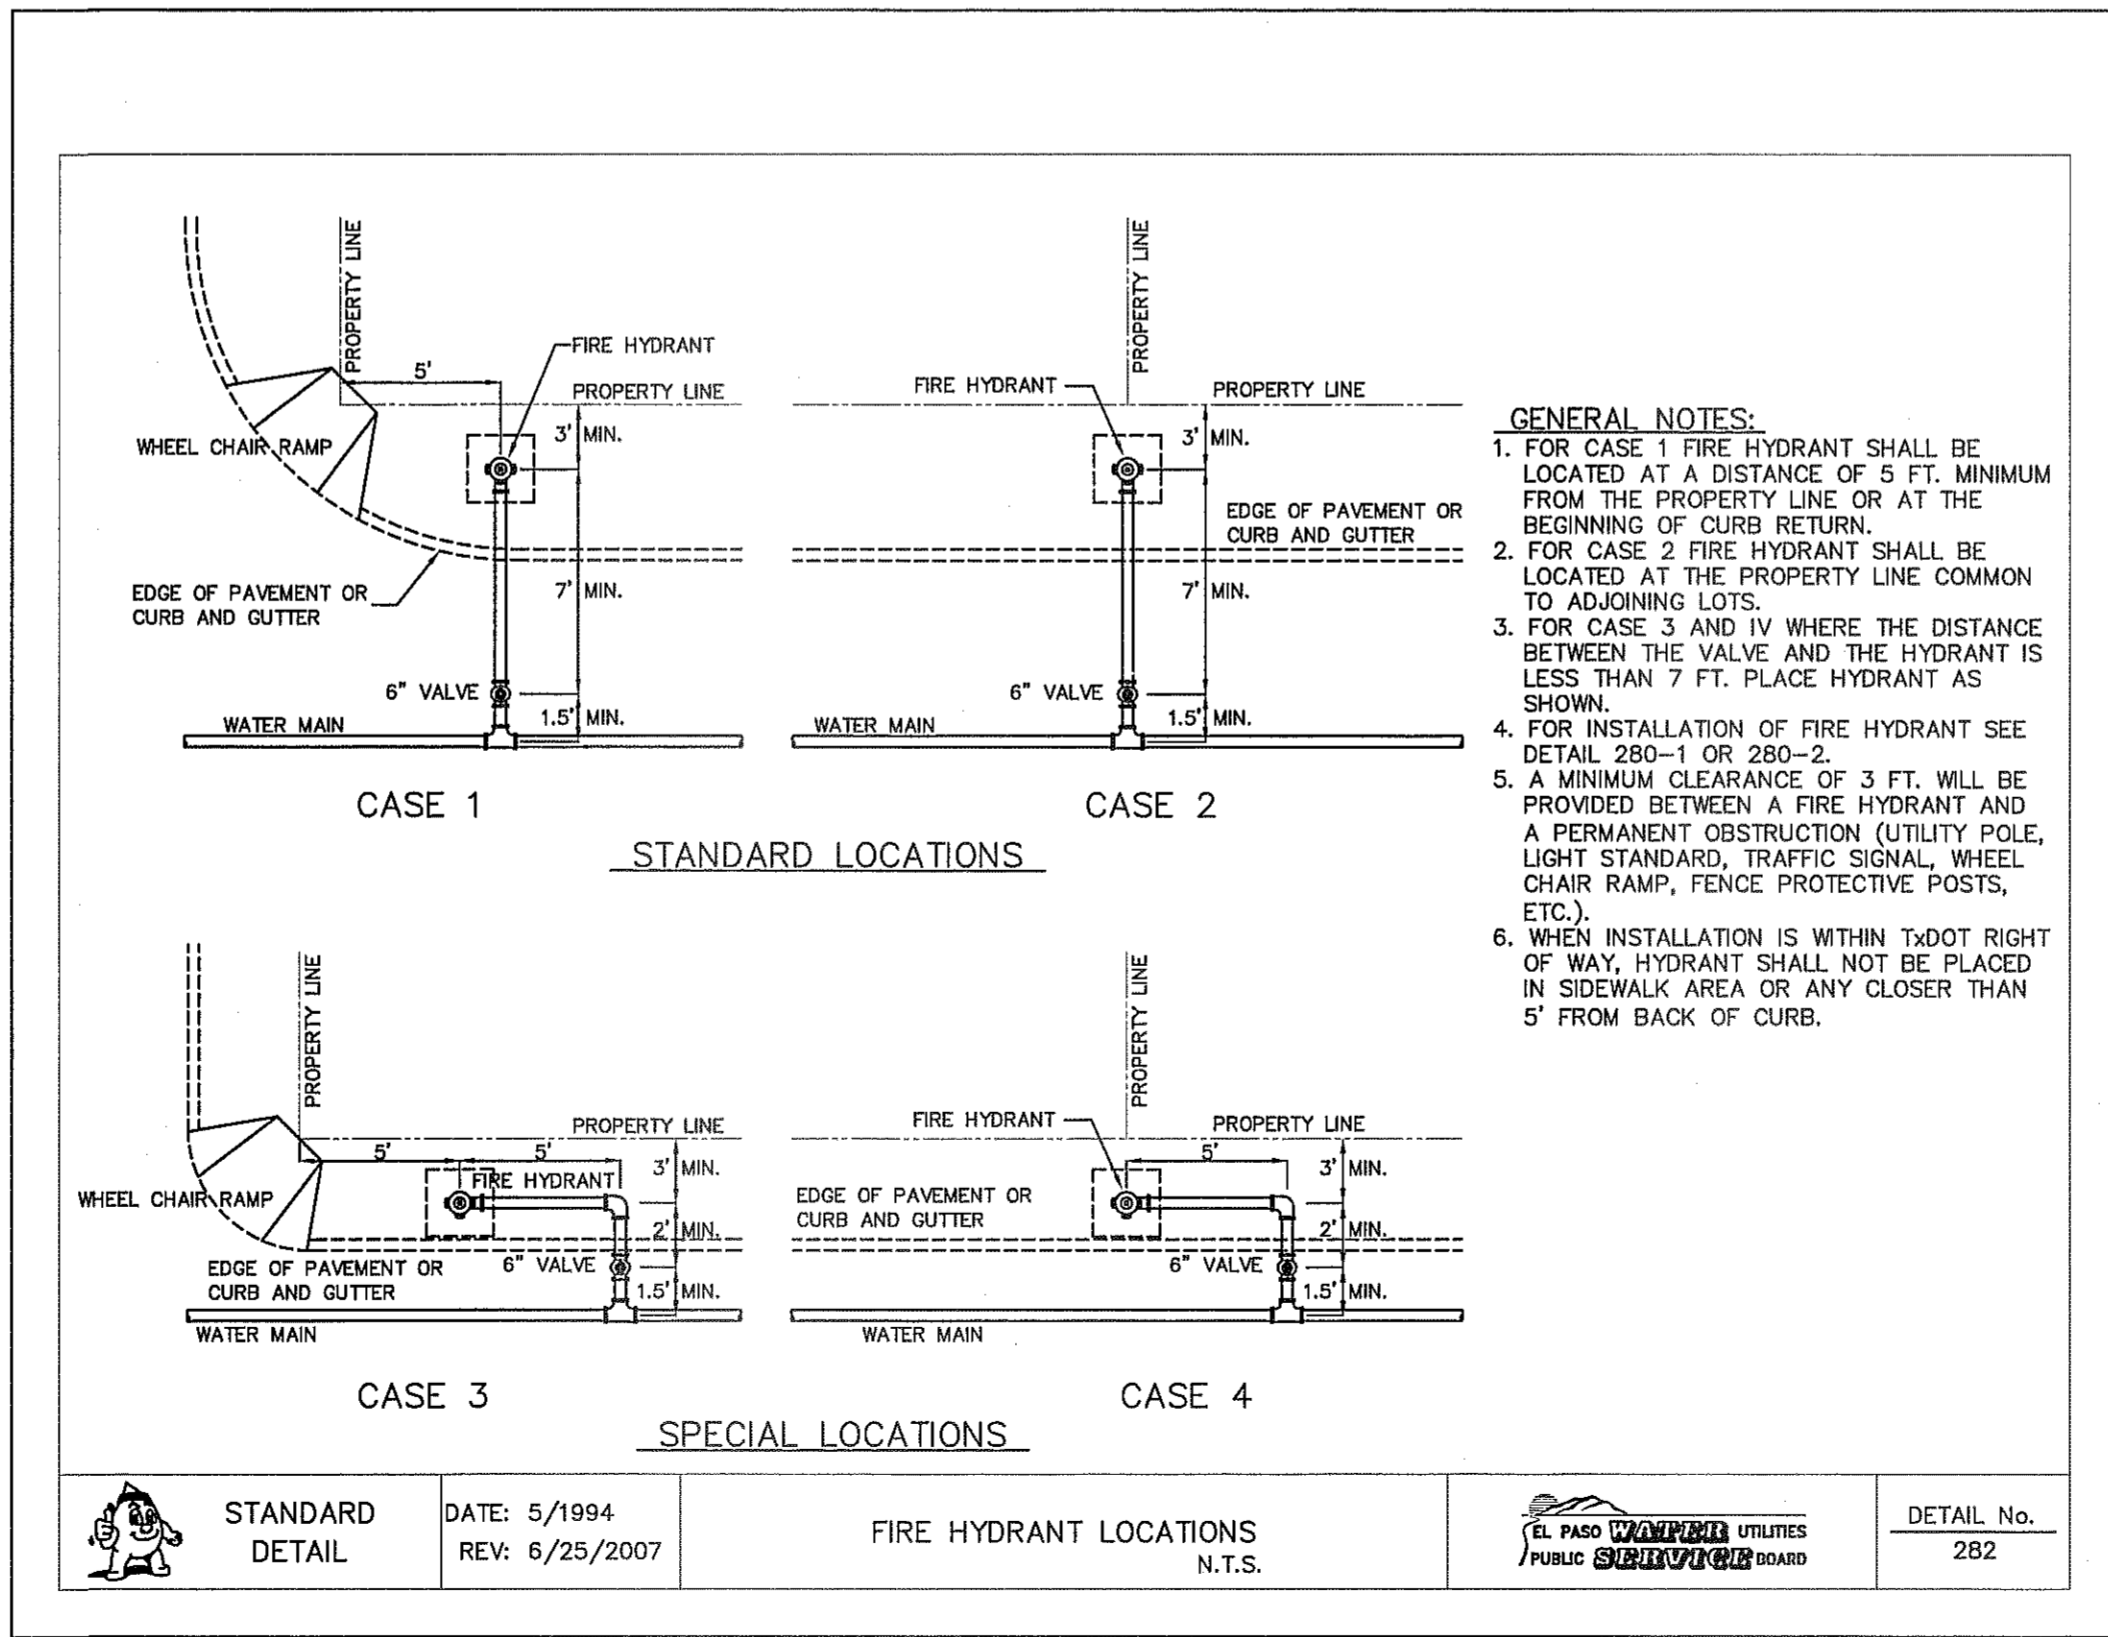 PROPERTY LINE
FIRE HYDRANT
5'
PROPERTY LINE
3' MIN.
WHEEL CHAIR RAMP
EDGE OF PAVEMENT OR
CURB AND GUTTER
7' MIN.
6" VALVE
1.5' MIN.
WATER MAIN
CASE 1
PROPERTY LINE
FIRE HYDRANT
PROPERTY LINE
3' MIN.
EDGE OF PAVEMENT OR
CURB AND GUTTER
7' MIN.
6" VALVE
1.5' MIN.
WATER MAIN
CASE 2
STANDARD LOCATIONS
GENERAL NOTES:
1. FOR CASE 1 FIRE HYDRANT SHALL BE
LOCATED AT A DISTANCE OF 5 FT. MINIMUM
FROM THE PROPERTY LINE OR AT THE
BEGINNING OF CURB RETURN.
2. FOR CASE 2 FIRE HYDRANT SHALL BE
LOCATED AT THE PROPERTY LINE COMMON
TO ADJOINING LOTS.
3. FOR CASE 3 AND IV WHERE THE DISTANCE
BETWEEN THE VALVE AND THE HYDRANT IS
LESS THAN 7 FT. PLACE HYDRANT AS
SHOWN.
4. FOR INSTALLATION OF FIRE HYDRANT SEE
DETAIL 280-1 OR 280-2.
5. A MINIMUM CLEARANCE OF 3 FT. WILL BE
PROVIDED BETWEEN A FIRE HYDRANT AND
A PERMANENT OBSTRUCTION (UTILITY POLE,
LIGHT STANDARD, TRAFFIC SIGNAL, WHEEL
CHAIR RAMP, FENCE PROTECTIVE POSTS,
ETC.).
6. WHEN INSTALLATION IS WITHIN TxDOT RIGHT
OF WAY, HYDRANT SHALL NOT BE PLACED
IN SIDEWALK AREA OR ANY CLOSER THAN
5' FROM BACK OF CURB.
PROPERTY LINE
PROPERTY LINE
5'
5'
3' MIN.
FIRE HYDRANT
WHEEL CHAIR RAMP
2' MIN.
EDGE OF PAVEMENT OR
CURB AND GUTTER
6" VALVE
1.5' MIN.
WATER MAIN
CASE 3
PROPERTY LINE
FIRE HYDRANT
PROPERTY LINE
5'
3' MIN.
EDGE OF PAVEMENT OR
CURB AND GUTTER
2' MIN.
6" VALVE
1.5' MIN.
WATER MAIN
CASE 4
SPECIAL LOCATIONS
STANDARD
DETAIL
DATE: 5/1994
REV: 6/25/2007
FIRE HYDRANT LOCATIONS
N.T.S.
EL PASO WATER UTILITIES
PUBLIC SERVICE BOARD
DETAIL No.
282